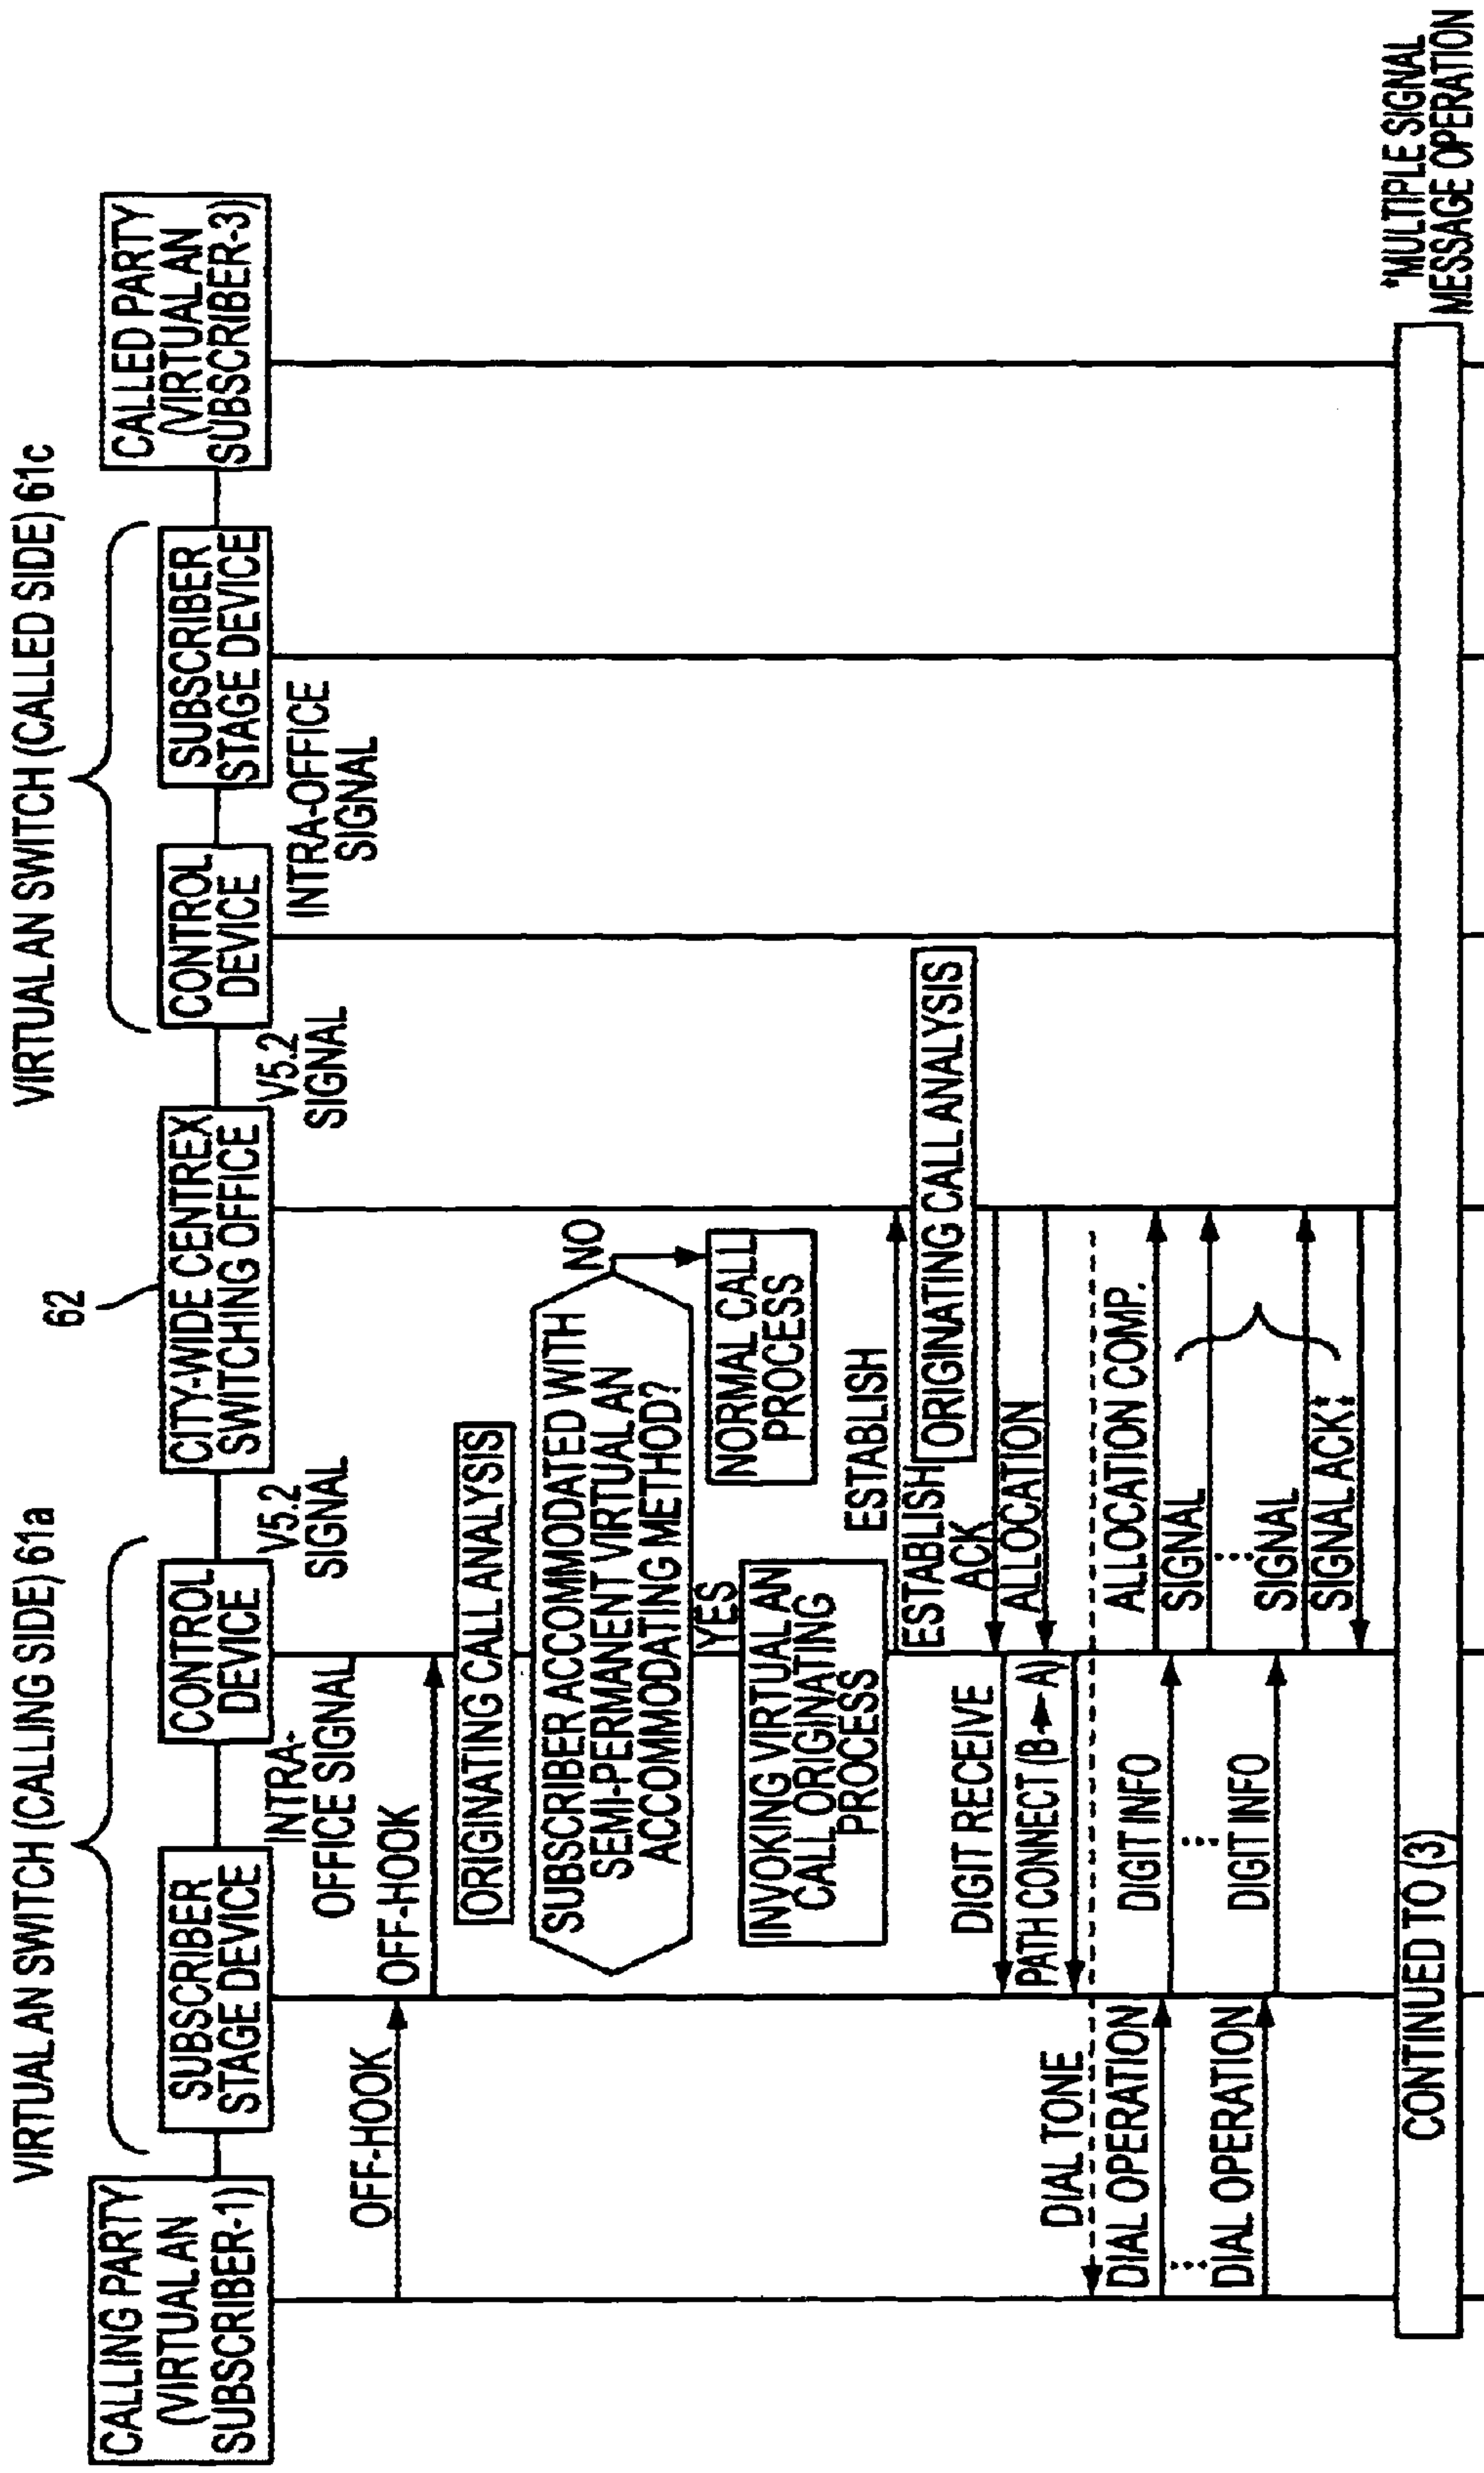 VIRTUAL AN SWITCH (CALLING SIDE) 61a
VIRTUAL AN SWITCH (CALLED SIDE) 61c
62
CALLING PARTY
(VIRTUAL AN
SUBSCRIBER-1)
SUBSCRIBER
STAGE DEVICE
CONTROL
DEVICE
CITY-WIDE CENTREX
SWITCHING OFFICE
CONTROL
DEVICE
SUBSCRIBER
STAGE DEVICE
CALLED PARTY
(VIRTUAL AN
SUBSCRIBER-3)
INTRA-
OFFICE SIGNAL
V5.2
SIGNAL
V5.2
SIGNAL
INTRA-OFFICE
SIGNAL
OFF-HOOK
OFF-HOOK
ORIGINATING CALL ANALYSIS
SUBSCRIBER ACCOMMODATED WITH
SEMI-PERMANENT VIRTUAL AN
ACCOMMODATING METHOD?
NO
NORMAL CALL
PROCESS
YES
INVOKING VIRTUAL AN
CALL ORIGINATING
PROCESS
ESTABLISH
ORIGINATING CALL ANALYSIS
ESTABLISH
ACK
DIGIT RECEIVE
ALLOCATION
PATH CONNECT (B→A)
DIAL TONE
ALLOCATION COMP.
DIAL OPERATION
DIGIT INFO
SIGNAL
DIAL OPERATION
DIGIT INFO
SIGNAL
SIGNAL ACK*
CONTINUED TO (3)
*MULTIPLE SIGNAL
MESSAGE OPERATION